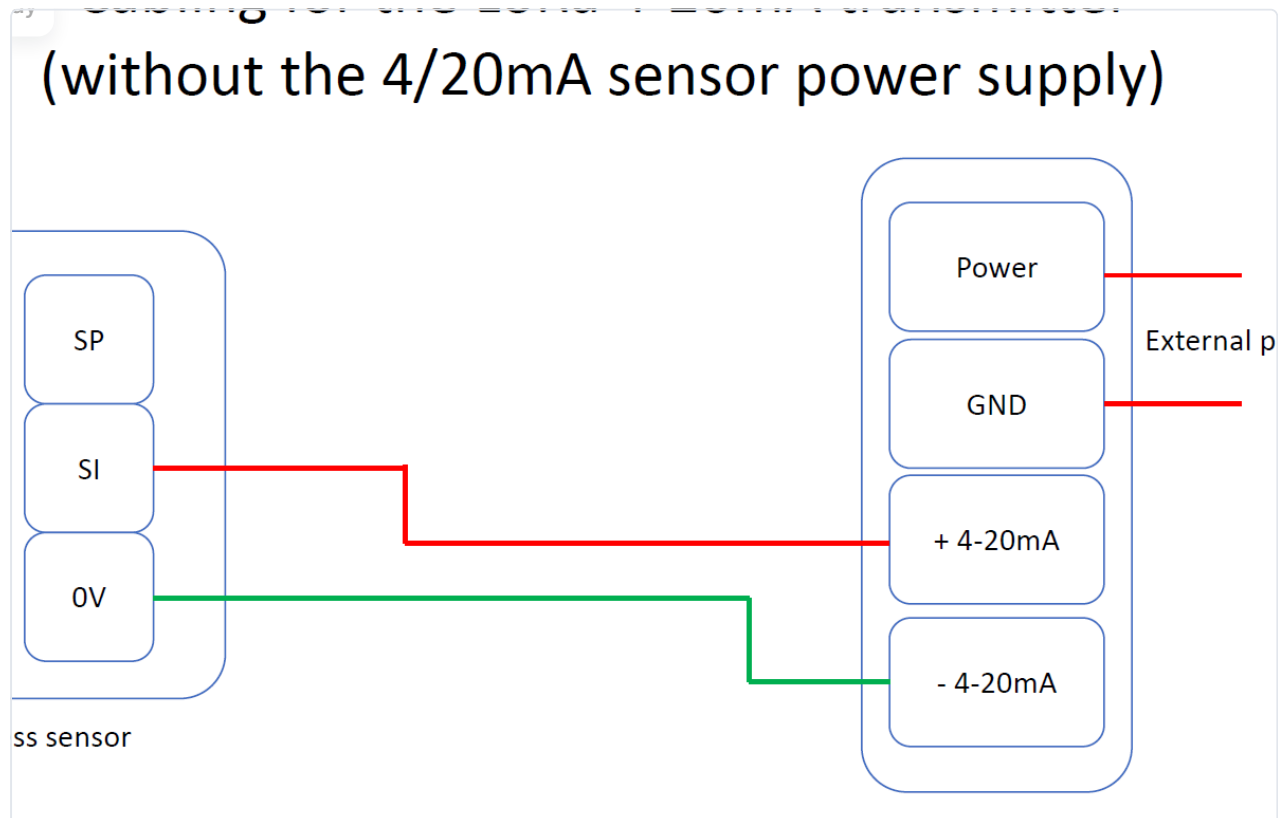 (without the 4/20mA sensor power supply)
Power
SP
External p
GND
SI
+ 4-20mA
0V
- 4-20mA
ss sensor